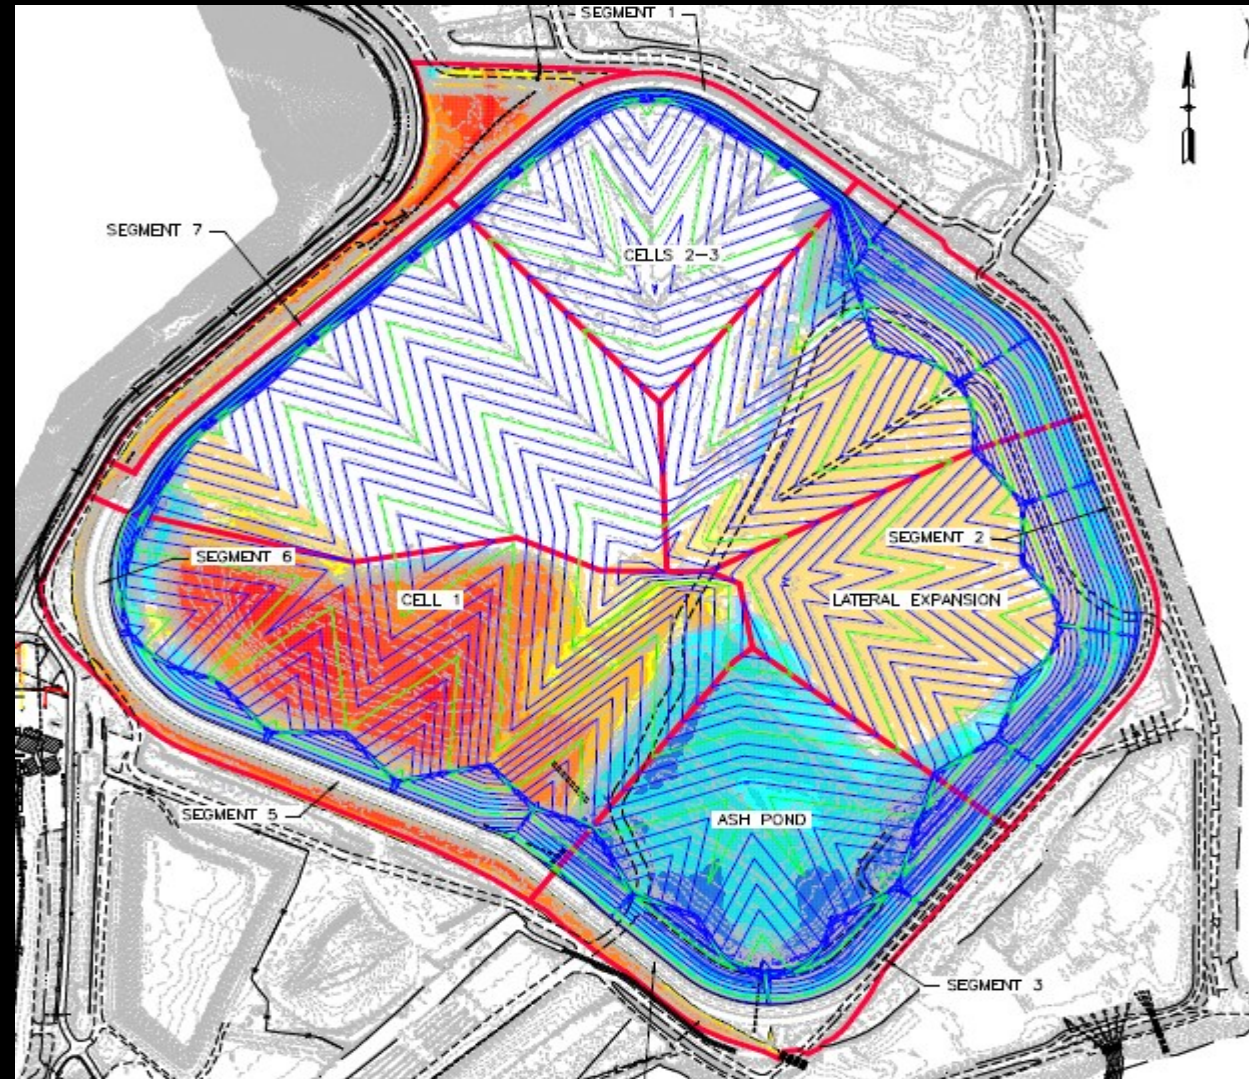 SEGMENT 1
SEGMENT 7
CELLS 2-3
SEGMENT 2
SEGMENT 6
CELL 1
LATERAL EXPANSION
SEGMENT 5
ASH POND
SEGMENT 3